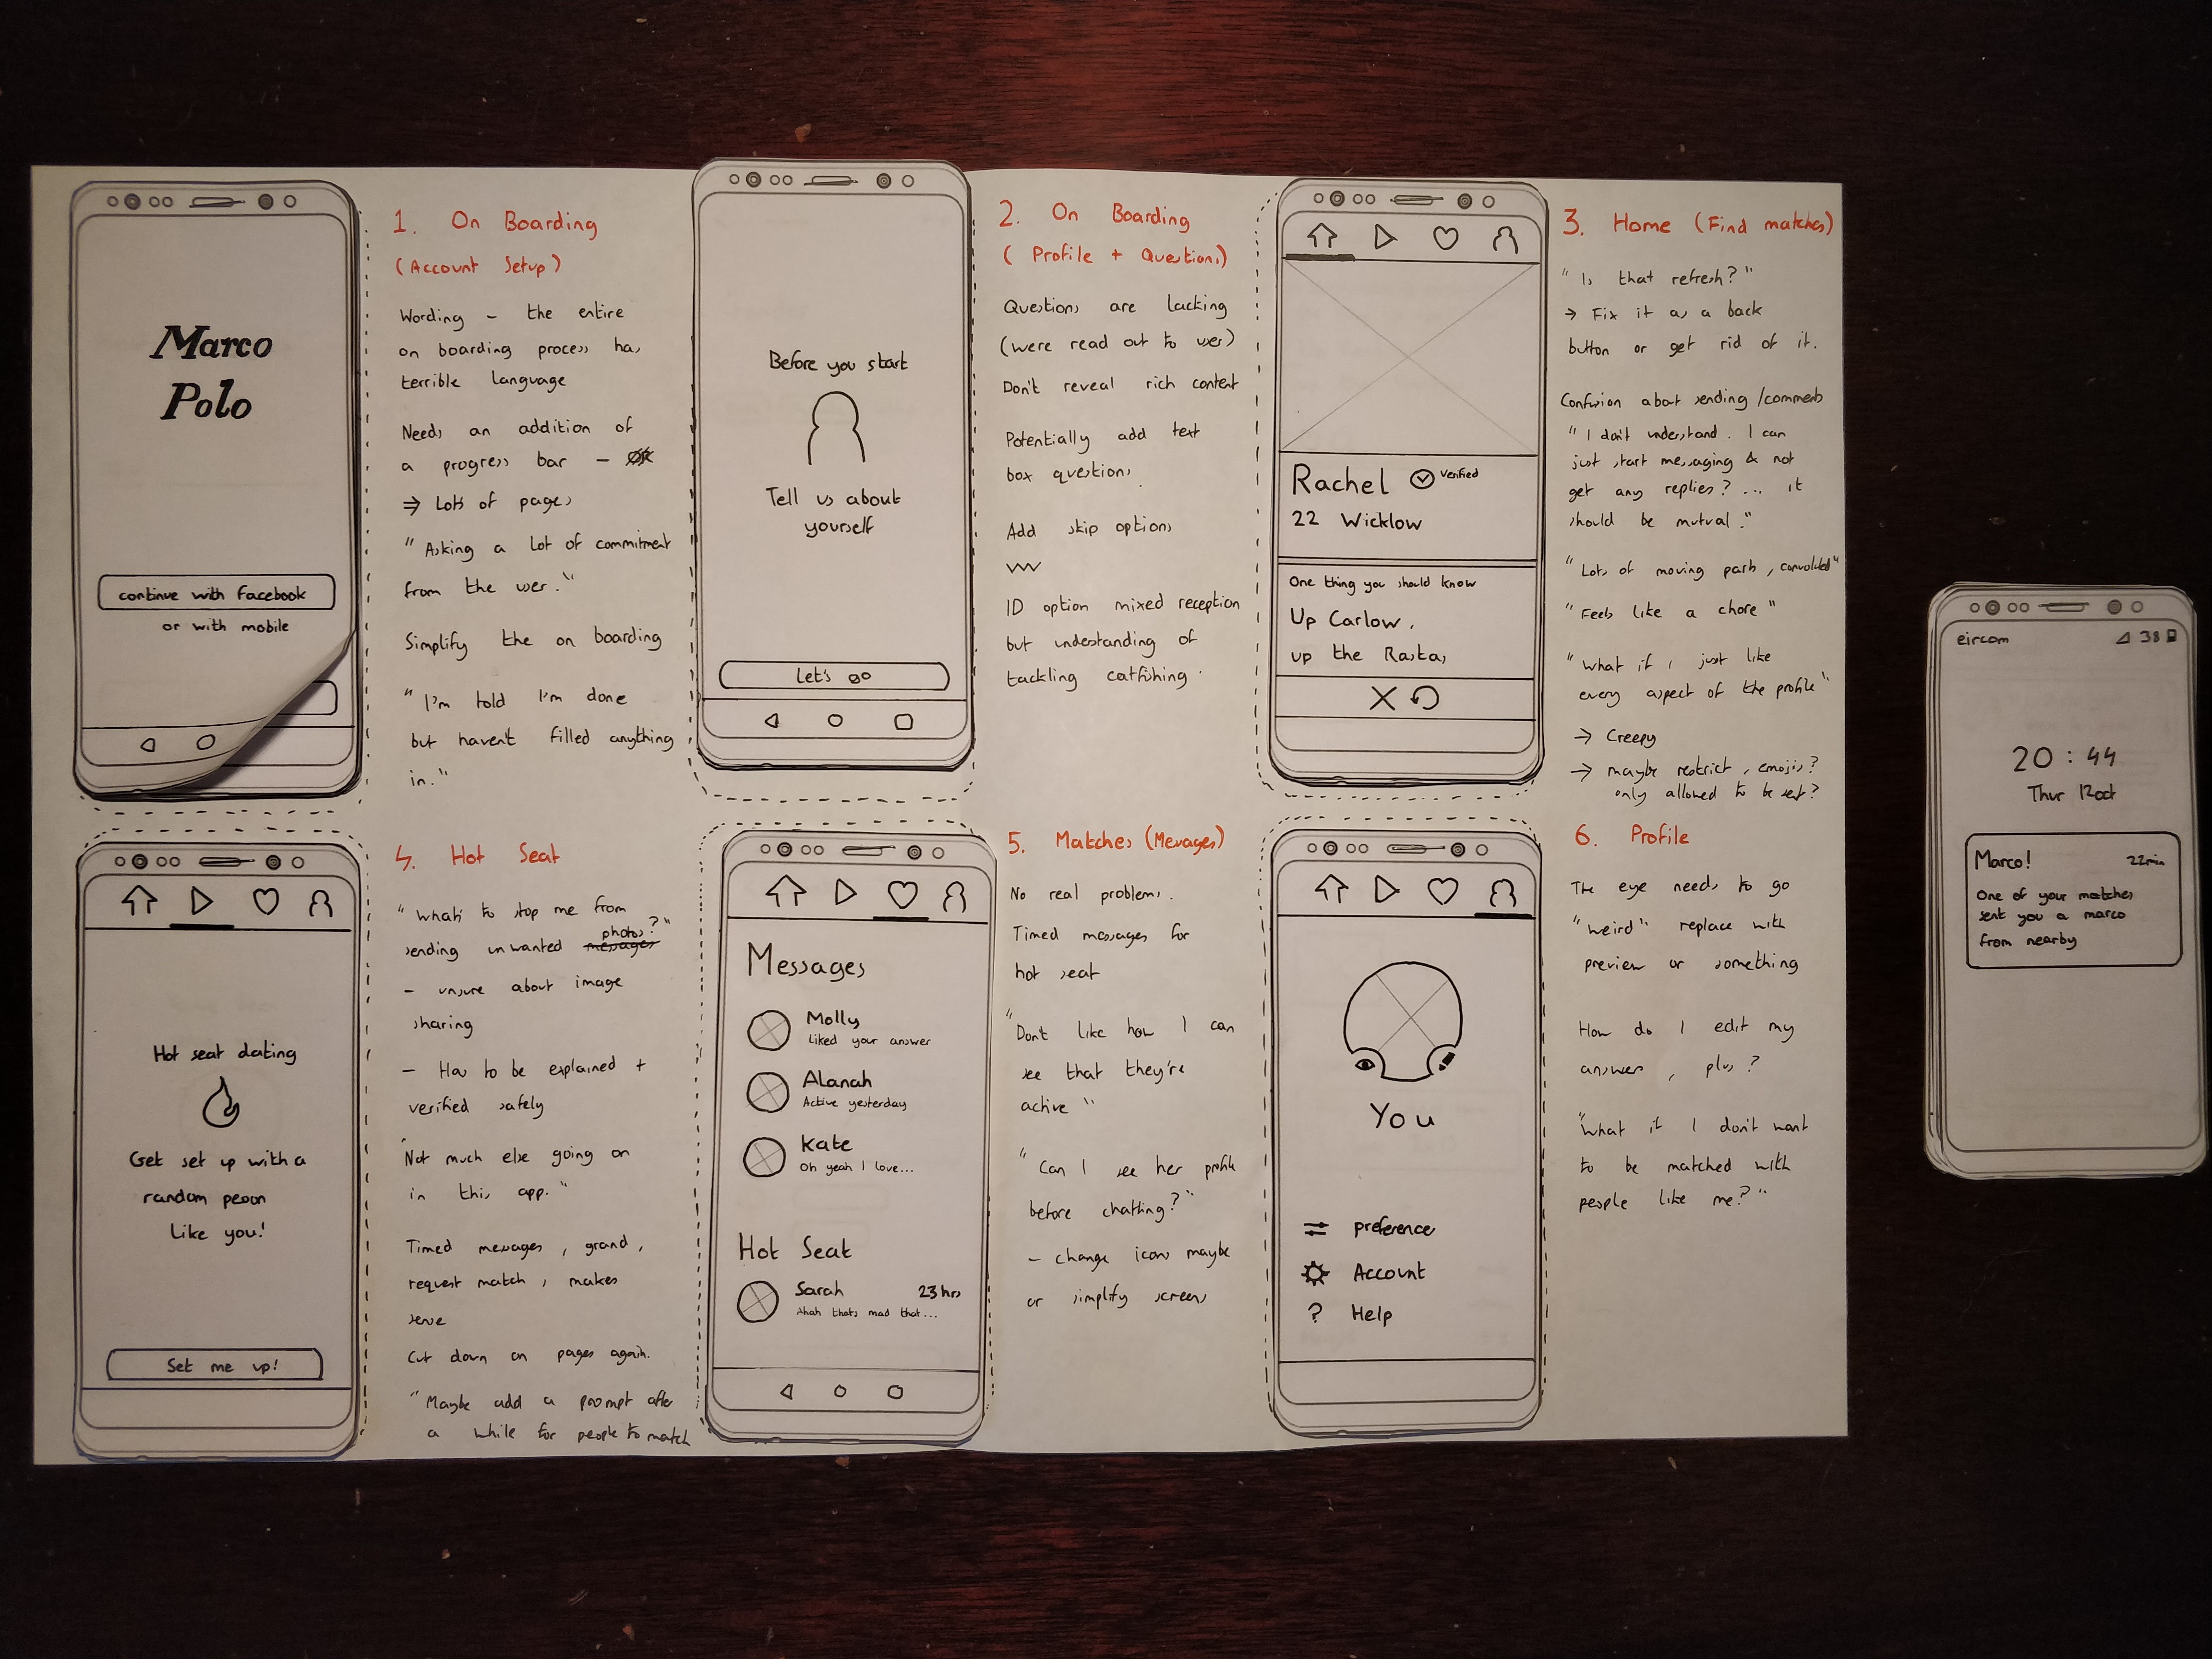 Marco
Polo
continue with facebook
or with mobile
1. On Boarding
(Account Setup)
Wording - the entire
on boarding process has
terrible language
Needs an addition of
a progress bar -
⇒ Lots of pages
"Asking a lot of commitment
from the user."
Simplify the on boarding
"I'm told I'm done
but haven't filled anything
in."
Before you start
Tell us about
yourself
Let's go
2. On Boarding
(Profile + Questions)
Questions are lacking
(were read out to user)
Don't reveal rich content
Potentially add text
box questions.
Add skip options
ID option mixed reception
but undestanding of
tackling catfishing.
Rachel verified
22 Wicklow
One thing you should know
Up Carlow,
up the Rastas
3. Home (Find matches)
"Is that refresh?"
→ Fix it as a back
button or get rid of it.
Confusion about sending/comments
"I don't understand. I can
just start messaging & not
get any replies? ... it
should be mutual."
"Lots of moving parts, convoluted"
"Feels like a chore"
"What if I just like
every aspect of the profile"
→ Creepy
→ maybe restrict, emojis?
only allowed to be sent?
Hot seat dating
Get set up with a
random person
like you!
Set me up!
4. Hot Seat
"What's to stop me from
sending unwanted messages photos?"
- unsure about image
sharing
- Has to be explained +
verified safely
"Not much else going on
in this app."
Timed messages, grand,
request match, makes
sense
Cut down on pages again.
"Maybe add a prompt after
a while for people to match
Messages
Molly
Liked your answer
Alanah
Active yesterday
Kate
Oh yeah I love...
Hot Seat
Sarah 23hrs
Ahah thats mad that...
5. Matches (Messages)
No real problems.
Timed messages for
hot seat
"Don't like how I can
see that they're
active"
"Can I see her profile
before chatting?"
- change icons maybe
or simplify screens
You
preferences
Account
? Help
6. Profile
The eye needs to go
"weird" replace with
preview or something
How do I edit my
answers, plus?
"What if I don't want
to be matched with
people like me?"
eircom 38
20 : 44
Thur 12 oct
Marco! 22min
One of your matches
sent you a marco
from nearby